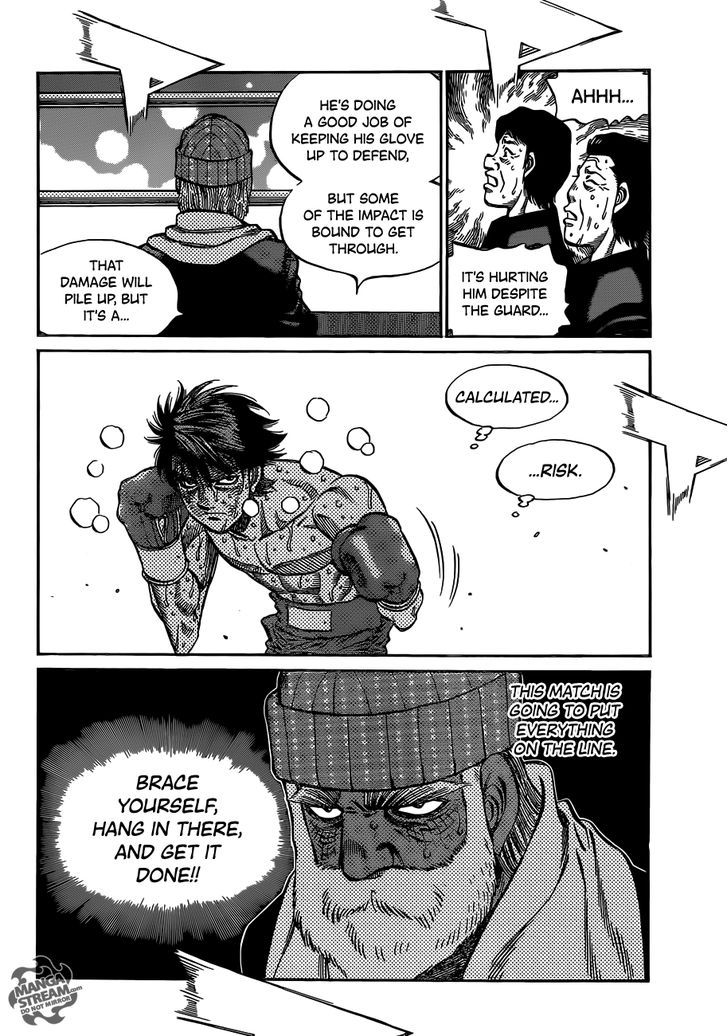 AHHH...
IT'S HURTING
HIM DESPITE
THE GUARD...
HE'S DOING
A GOOD JOB OF
KEEPING HIS GLOVE
UP TO DEFEND,
BUT SOME
OF THE IMPACT IS
BOUND TO GET
THROUGH.
THAT
DAMAGE WILL
PILE UP, BUT
IT'S A...
CALCULATED...
...RISK.
THIS MATCH IS
GOING TO PUT
EVERYTHING
ON THE LINE.
BRACE
YOURSELF,
HANG IN THERE,
AND GET IT
DONE!!
MANGA
STREAM.com
DO NOT MIRROR